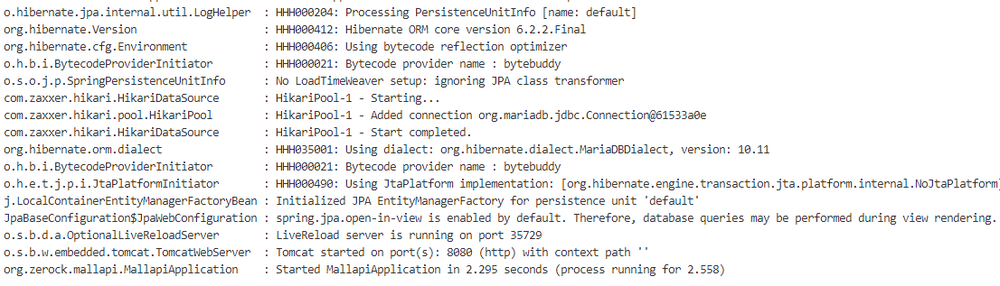 o.hibernate.jpa.internal.util.LogHelper : HHH000204: Processing PersistenceUnitInfo [name: default]
org.hibernate.Version : HHH000412: Hibernate ORM core version 6.2.2.Final
org.hibernate.cfg.Environment : HHH000406: Using bytecode reflection optimizer
o.h.b.i.BytecodeProviderInitiator : HHH000021: Bytecode provider name : bytebuddy
o.s.o.j.p.SpringPersistenceUnitInfo : No LoadTimeWeaver setup: ignoring JPA class transformer
com.zaxxer.hikari.HikariDataSource : HikariPool-1 - Starting...
com.zaxxer.hikari.pool.HikariPool : HikariPool-1 - Added connection org.mariadb.jdbc.Connection@61533a0e
com.zaxxer.hikari.HikariDataSource : HikariPool-1 - Start completed.
org.hibernate.orm.dialect : HHH035001: Using dialect: org.hibernate.dialect.MariaDBDialect, version: 10.11
o.h.b.i.BytecodeProviderInitiator : HHH000021: Bytecode provider name : bytebuddy
o.h.e.t.j.p.i.JtaPlatformInitiator : HHH000490: Using JtaPlatform implementation: [org.hibernate.engine.transaction.jta.platform.internal.NoJtaPlatform]
j.LocalContainerEntityManagerFactoryBean : Initialized JPA EntityManagerFactory for persistence unit 'default'
JpaBaseConfiguration$JpaWebConfiguration : spring.jpa.open-in-view is enabled by default. Therefore, database queries may be performed during view rendering.
o.s.b.d.a.OptionalLiveReloadServer : LiveReload server is running on port 35729
o.s.b.w.embedded.tomcat.TomcatWebServer : Tomcat started on port(s): 8080 (http) with context path ''
org.zerock.mallapi.MallapiApplication : Started MallapiApplication in 2.295 seconds (process running for 2.558)